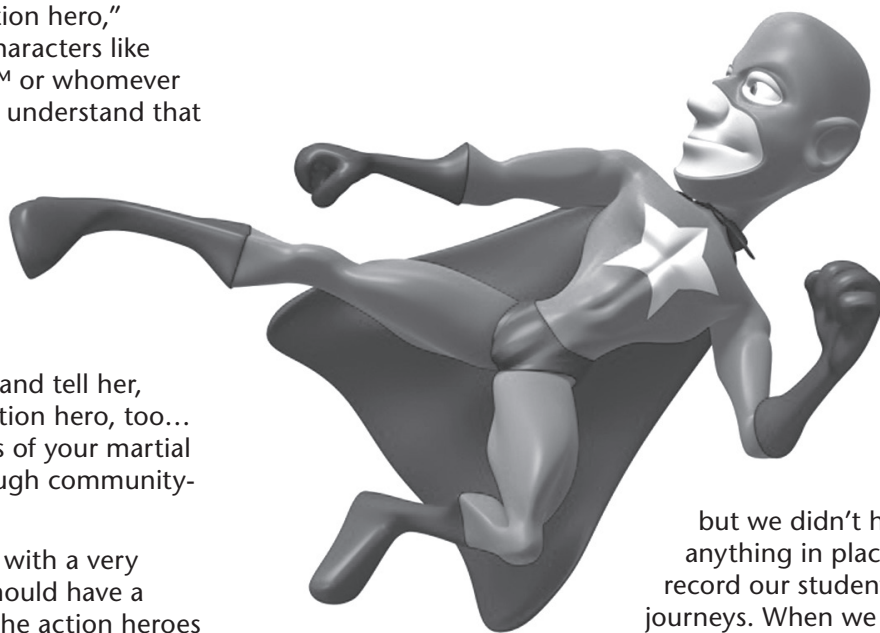 tion hero,”
haracters like
or whomever
understand that
and tell her,
tion hero, too…
s of your martial
ugh community-
with a very
hould have a
he action heroes
but we didn’t h
anything in plac
record our student
journeys. When we